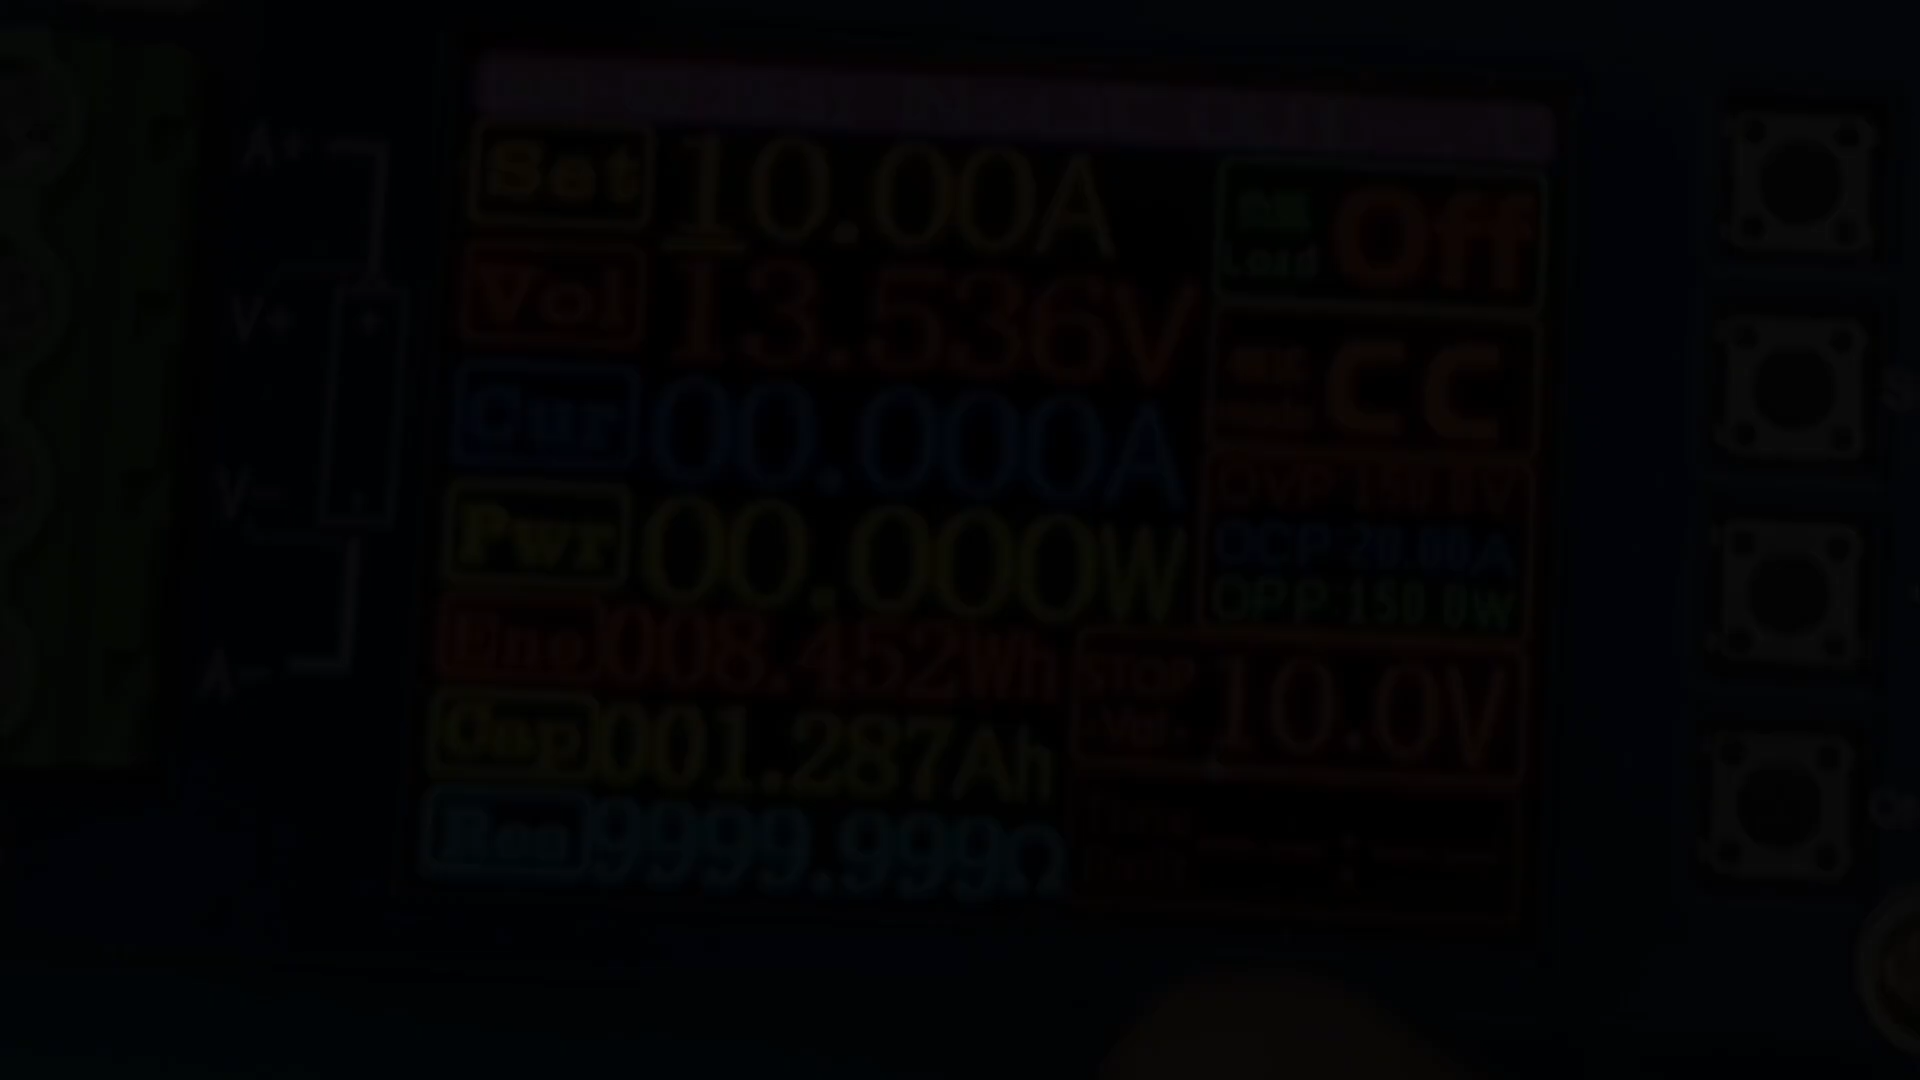 Set 10.00A
Vol 13.536V
Cur 00.000A
Pwr 00.000W
Ene 008.452Wh
Cap 001.287Ah
Res 9999.999Ω
Load Off
CC
OVP 150.0V
OCP 20.00A
OPP 150.0W
STOP 10.0V
--:--
A+
V+
+
V-
-
A-